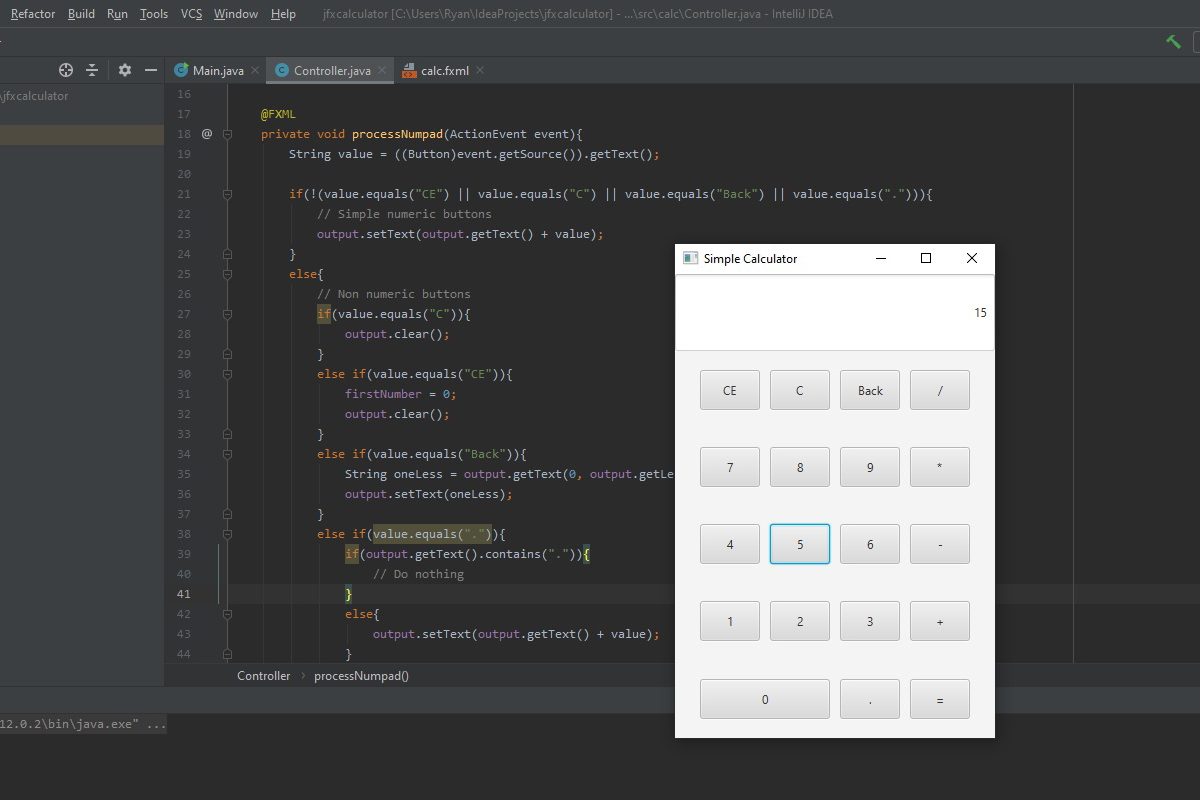 Refactor Build Run Tools VCS Window Help jfxcalculator [C:\Users\Ryan\IdeaProjects\jfxcalculator] - ...\src\calc\Controller.java - IntelliJ IDEA
Main.java Controller.java calc.fxml
\jfxcalculator
16
17 @FXML
18 @ private void processNumpad(ActionEvent event){
19 String value = ((Button)event.getSource()).getText();
20
21 if(!(value.equals("CE") || value.equals("C") || value.equals("Back") || value.equals("."))){
22 // Simple numeric buttons
23 output.setText(output.getText() + value);
24 }
25 else{
26 // Non numeric buttons
27 if(value.equals("C")){
28 output.clear();
29 }
30 else if(value.equals("CE")){
31 firstNumber = 0;
32 output.clear();
33 }
34 else if(value.equals("Back")){
35 String oneLess = output.getText(0, output.getLe
36 output.setText(oneLess);
37 }
38 else if(value.equals(".")){
39 if(output.getText().contains(".")){
40 // Do nothing
41 }
42 else{
43 output.setText(output.getText() + value);
44 }
Controller › processNumpad()
12.0.2\bin\java.exe" ...
Simple Calculator
15
CE C Back /
7 8 9 *
4 5 6 -
1 2 3 +
0 . =